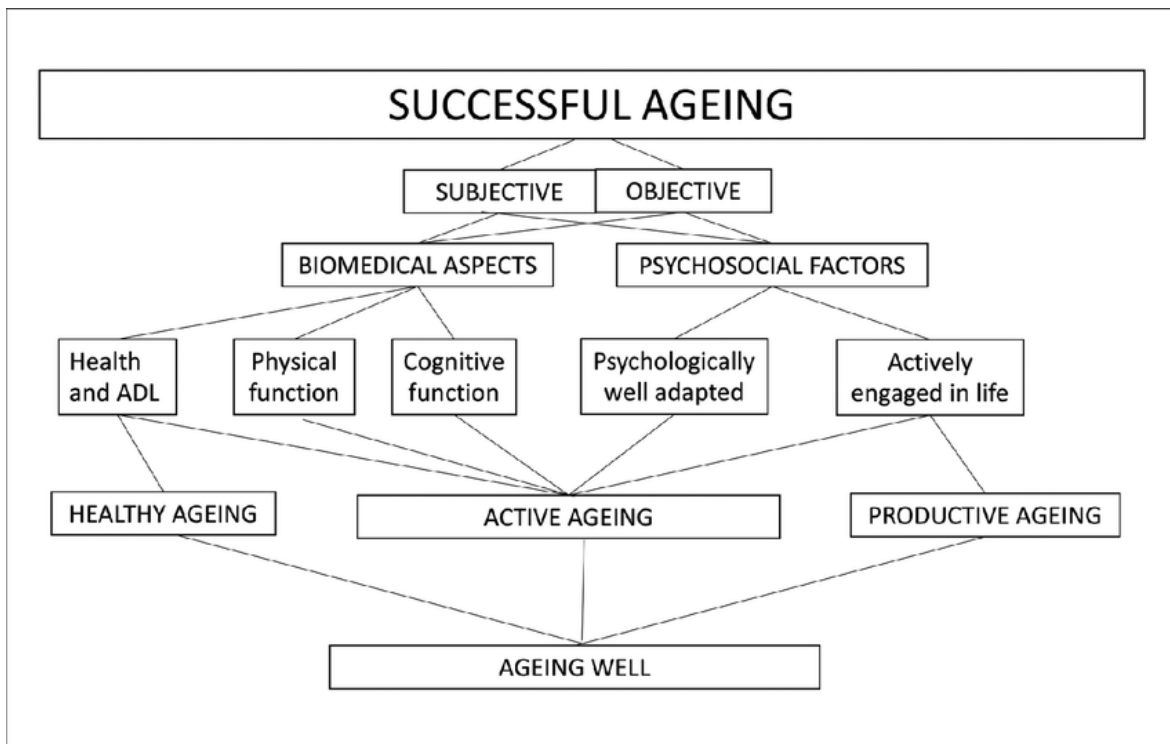 SUCCESSFUL AGEING
SUBJECTIVE
OBJECTIVE
BIOMEDICAL ASPECTS
PSYCHOSOCIAL FACTORS
Health
and ADL
Physical
function
Cognitive
function
Psychologically
well adapted
Actively
engaged in life
HEALTHY AGEING
ACTIVE AGEING
PRODUCTIVE AGEING
AGEING WELL